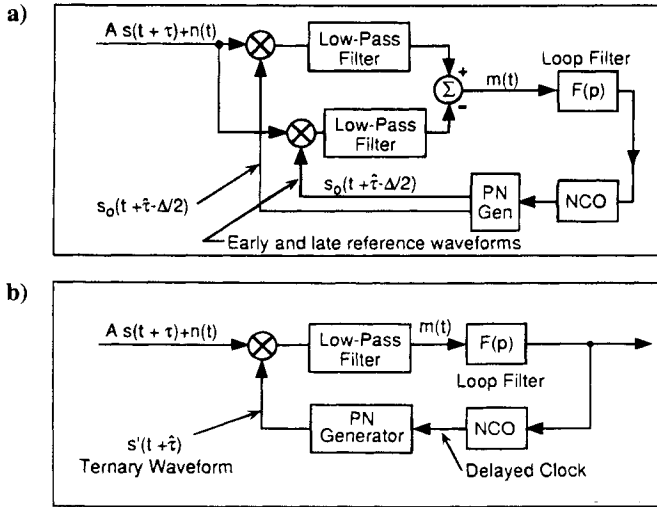 a)
A s(t + τ)+n(t)
Low-Pass
Filter
+
Σ
−
m(t)
Loop Filter
F(p)
Low-Pass
Filter
s₀(t +τ̂-Δ/2)
s₀(t +τ̂-Δ/2)
PN
Gen
NCO
Early and late reference waveforms
b)
A s(t + τ)+n(t)
Low-Pass
Filter
m(t)
F(p)
Loop Filter
s'(t +τ̂)
Ternary Waveform
PN
Generator
NCO
Delayed Clock